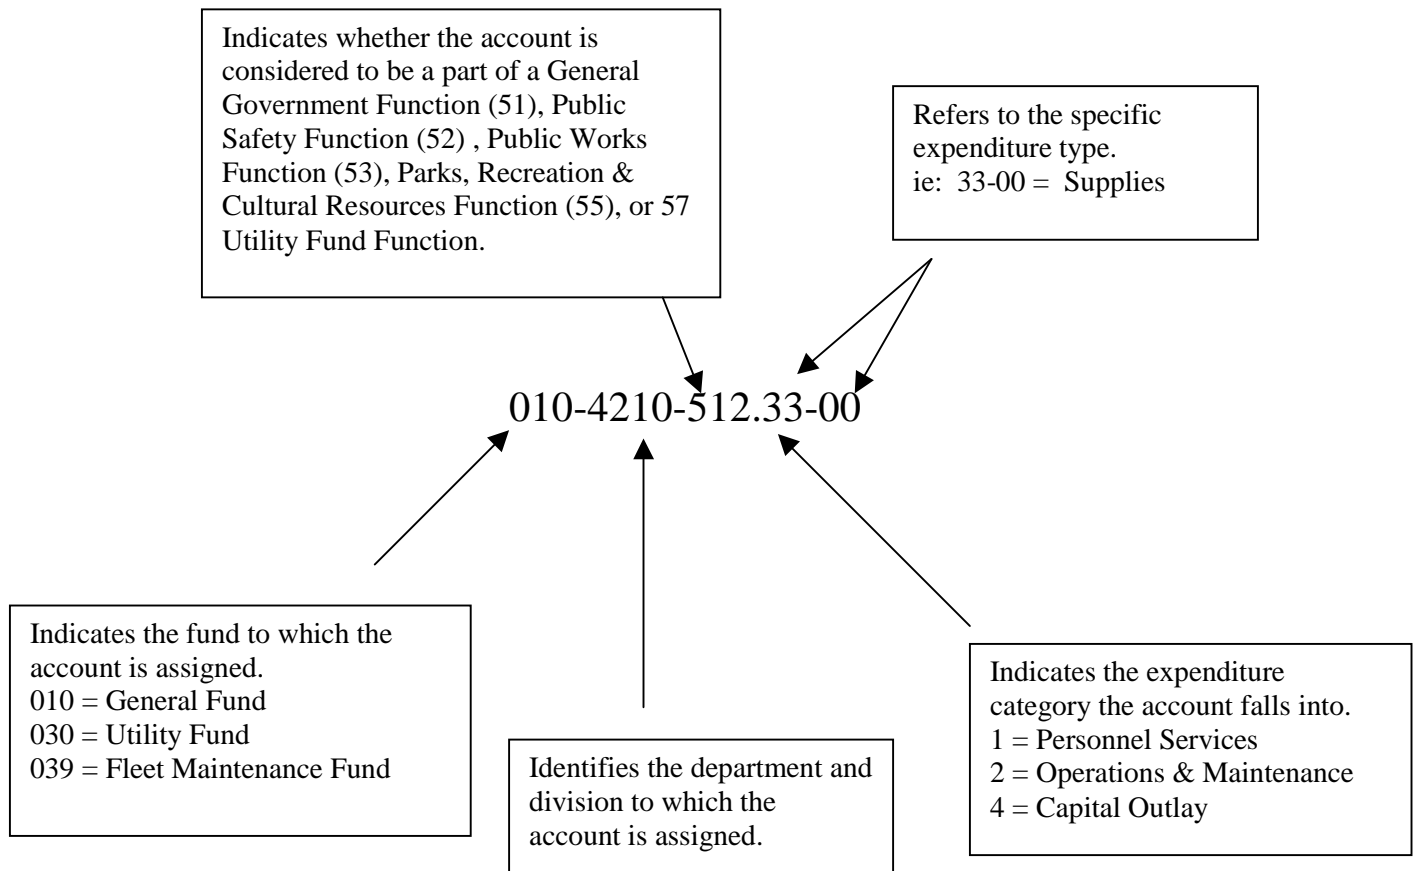 Indicates whether the account is
considered to be a part of a General
Government Function (51), Public
Safety Function (52) , Public Works
Function (53), Parks, Recreation &
Cultural Resources Function (55), or 57
Utility Fund Function.
Refers to the specific
expenditure type.
ie: 33-00 = Supplies
010-4210-512.33-00
Indicates the fund to which the
account is assigned.
010 = General Fund
030 = Utility Fund
039 = Fleet Maintenance Fund
Identifies the department and
division to which the
account is assigned.
Indicates the expenditure
category the account falls into.
1 = Personnel Services
2 = Operations & Maintenance
4 = Capital Outlay